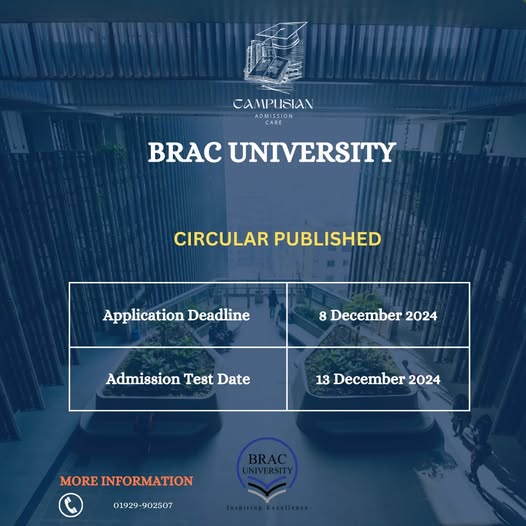 CAMPUSIAN
ADMISSION
CARE
BRAC UNIVERSITY
CIRCULAR PUBLISHED
Application Deadline 8 December 2024
Admission Test Date 13 December 2024
BRAC
UNIVERSITY
Inspiring Excellence
MORE INFORMATION
01929-902507